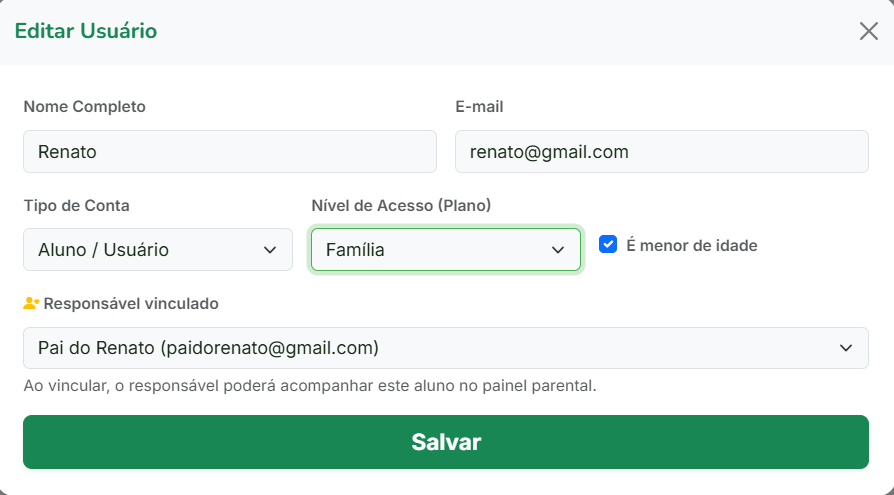 Editar Usuário
Nome Completo
E-mail
Renato
renato@gmail.com
Tipo de Conta
Nível de Acesso (Plano)
Aluno / Usuário
Família
É menor de idade
Responsável vinculado
Pai do Renato (paidorenato@gmail.com)
Ao vincular, o responsável poderá acompanhar este aluno no painel parental.
Salvar